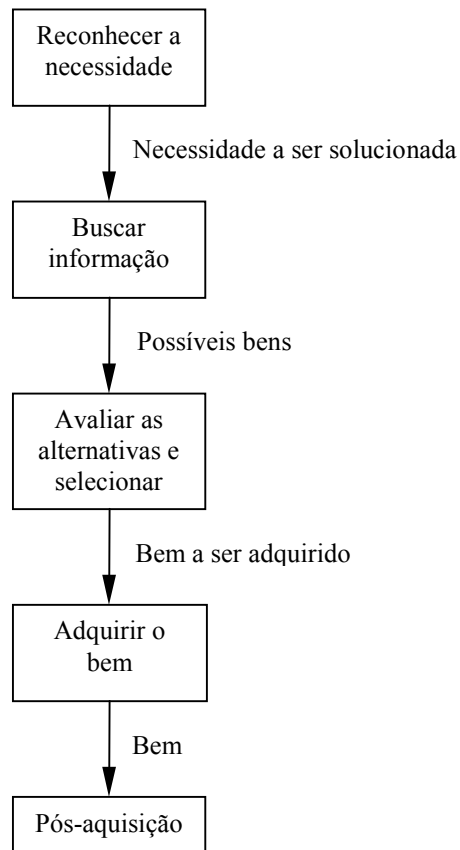 Reconhecer a
necessidade
Necessidade a ser solucionada
Buscar
informação
Possíveis bens
Avaliar as
alternativas e
selecionar
Bem a ser adquirido
Adquirir o
bem
Bem
Pós-aquisição